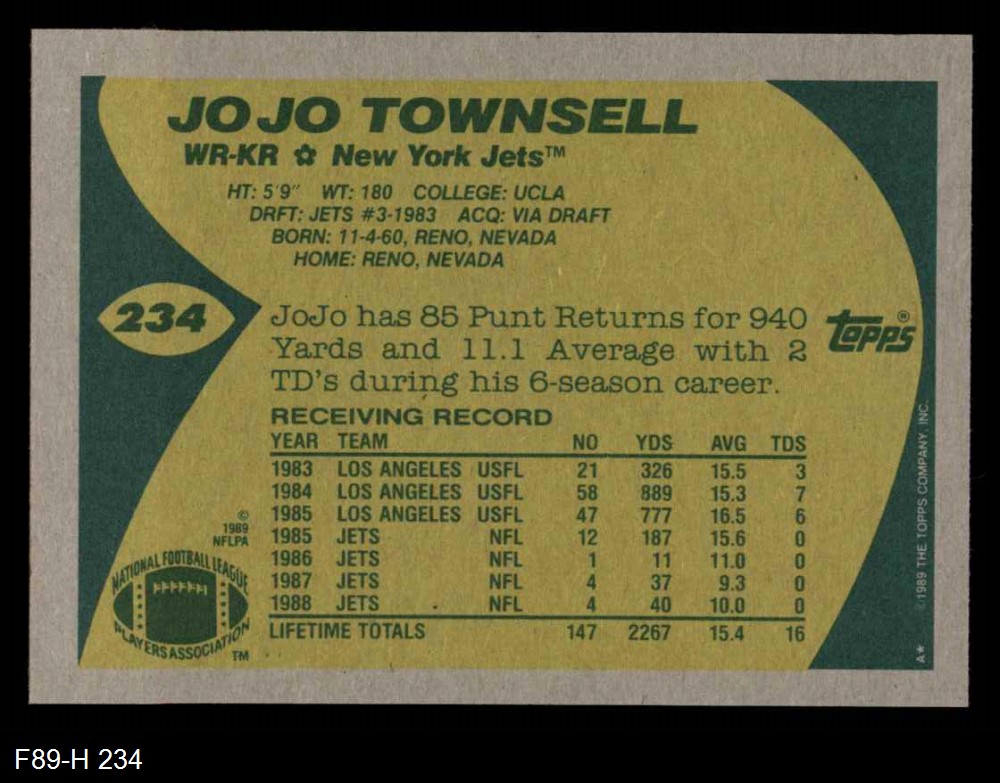 JOJO TOWNSELL
WR-KR ✿ New York Jets™
HT: 5'9" WT: 180 COLLEGE: UCLA
DRFT: JETS #3-1983 ACQ: VIA DRAFT
BORN: 11-4-60, RENO, NEVADA
HOME: RENO, NEVADA
234
JoJo has 85 Punt Returns for 940
Yards and 11.1 Average with 2
TD's during his 6-season career.
Topps®
RECEIVING RECORD
YEAR TEAM NO YDS AVG TDS
1983 LOS ANGELES USFL 21 326 15.5 3
1984 LOS ANGELES USFL 58 889 15.3 7
1985 LOS ANGELES USFL 47 777 16.5 6
1985 JETS NFL 12 187 15.6 0
1986 JETS NFL 1 11 11.0 0
1987 JETS NFL 4 37 9.3 0
1988 JETS NFL 4 40 10.0 0
LIFETIME TOTALS 147 2267 15.4 16
©
1989
NFLPA
NATIONAL FOOTBALL LEAGUE
PLAYERS ASSOCIATION
TM
©1989 THE TOPPS COMPANY, INC.
A*
F89-H 234